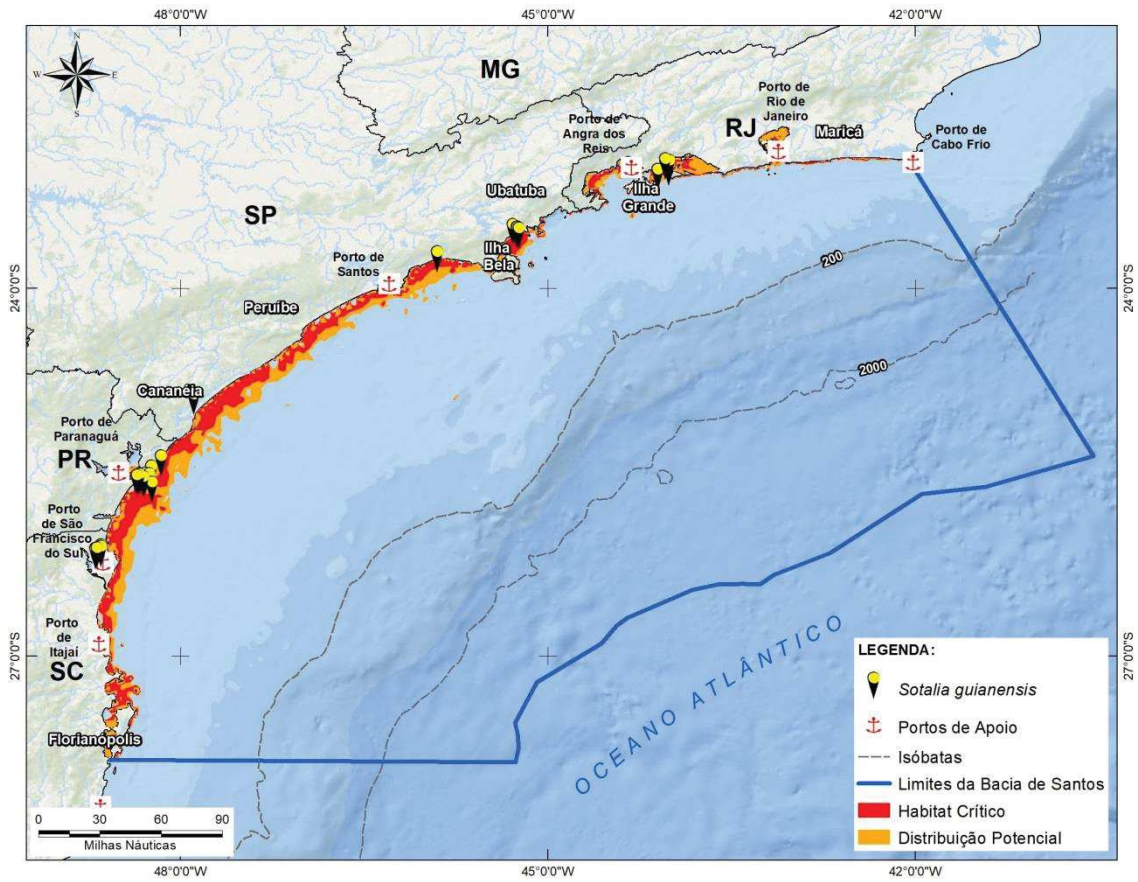 48°0'0"W
45°0'0"W
42°0'0"W
N
W
E
S
MG
Porto de
Rio de
Janeiro
Porto de
Angra dos
Reis
RJ
Maricá
Porto de
Cabo Frio
Ubatuba
Ilha
Grande
SP
Ilha
Bela
Porto de
Santos
200
24°0'0"S
24°0'0"S
Peruíbe
2000
Cananéia
Porto de
Paranaguá
PR
Porto
de São
Francisco
do Sul
Porto
de
Itajaí
27°0'0"S
27°0'0"S
SC
Florianópolis
OCEANO ATLÂNTICO
LEGENDA:
Sotalia guianensis
Portos de Apoio
Isóbatas
Limites da Bacia de Santos
Habitat Crítico
Distribuição Potencial
0 30 60 90
Milhas Náuticas
48°0'0"W
45°0'0"W
42°0'0"W